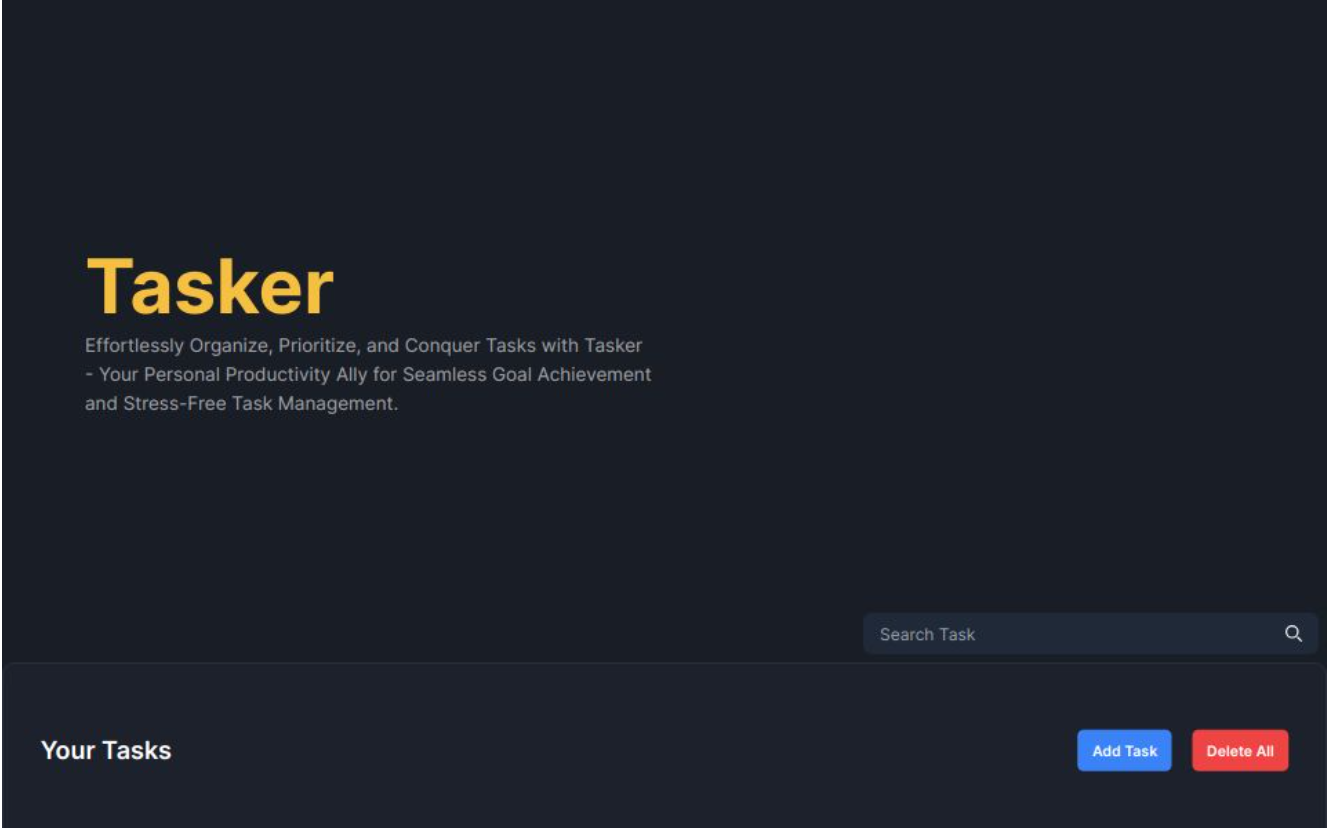 Tasker
Effortlessly Organize, Prioritize, and Conquer Tasks with Tasker
- Your Personal Productivity Ally for Seamless Goal Achievement
and Stress-Free Task Management.
Search Task
Your Tasks
Add Task
Delete All